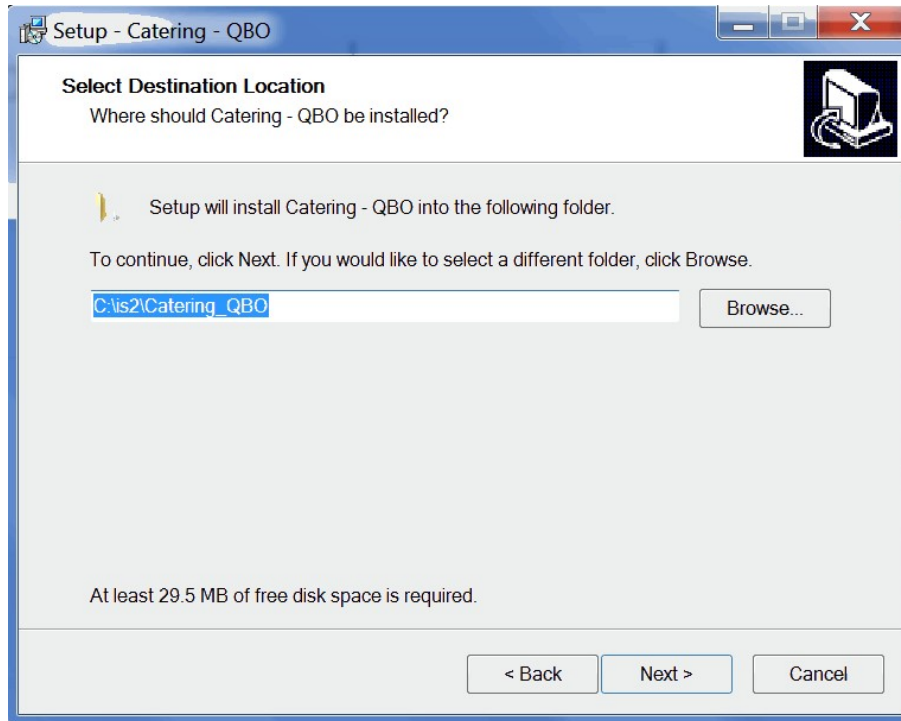 Setup - Catering - QBO
Select Destination Location
Where should Catering - QBO be installed?
Setup will install Catering - QBO into the following folder.
To continue, click Next. If you would like to select a different folder, click Browse.
C:\is2\Catering_QBO
Browse...
At least 29.5 MB of free disk space is required.
< Back Next > Cancel